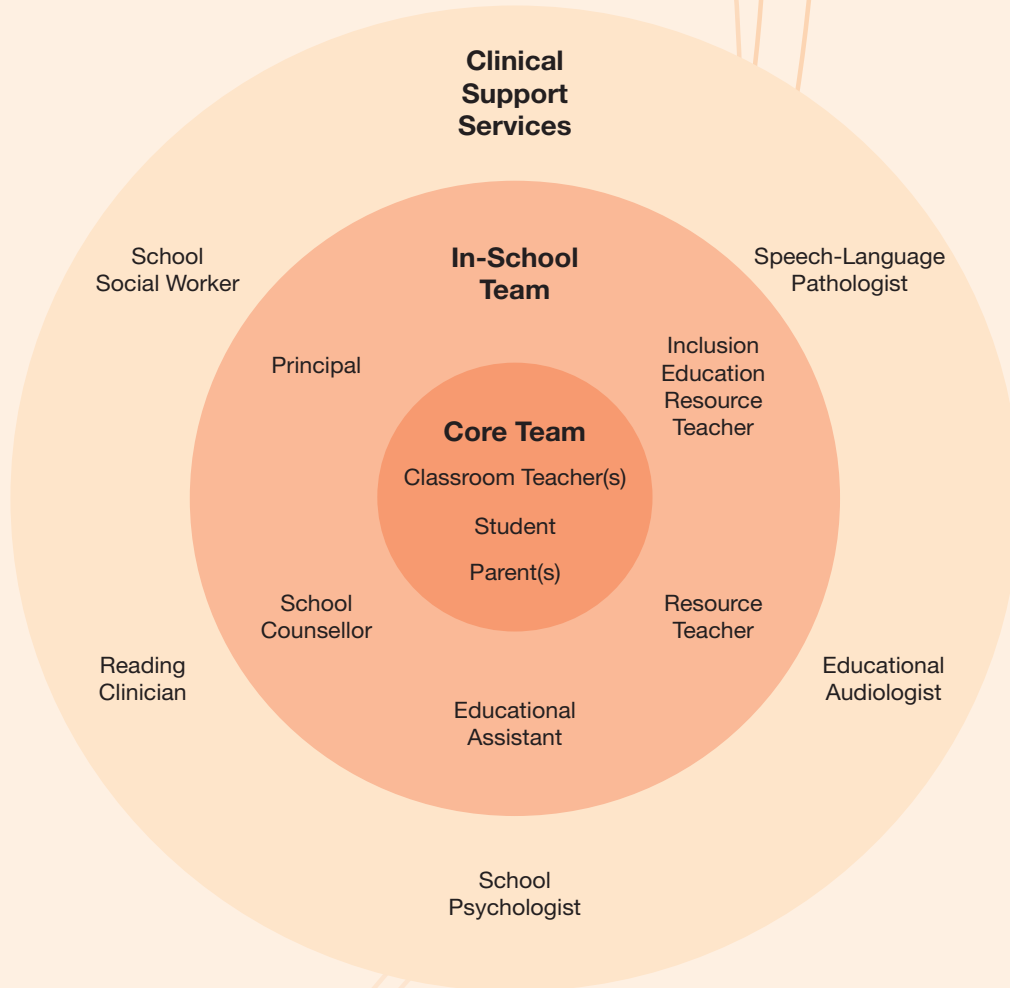 Clinical
Support
Services
School
Social Worker
Speech-Language
Pathologist
Reading
Clinician
Educational
Audiologist
School
Psychologist
In-School
Team
Principal
Inclusion
Education
Resource
Teacher
School
Counsellor
Resource
Teacher
Educational
Assistant
Core Team
Classroom Teacher(s)
Student
Parent(s)